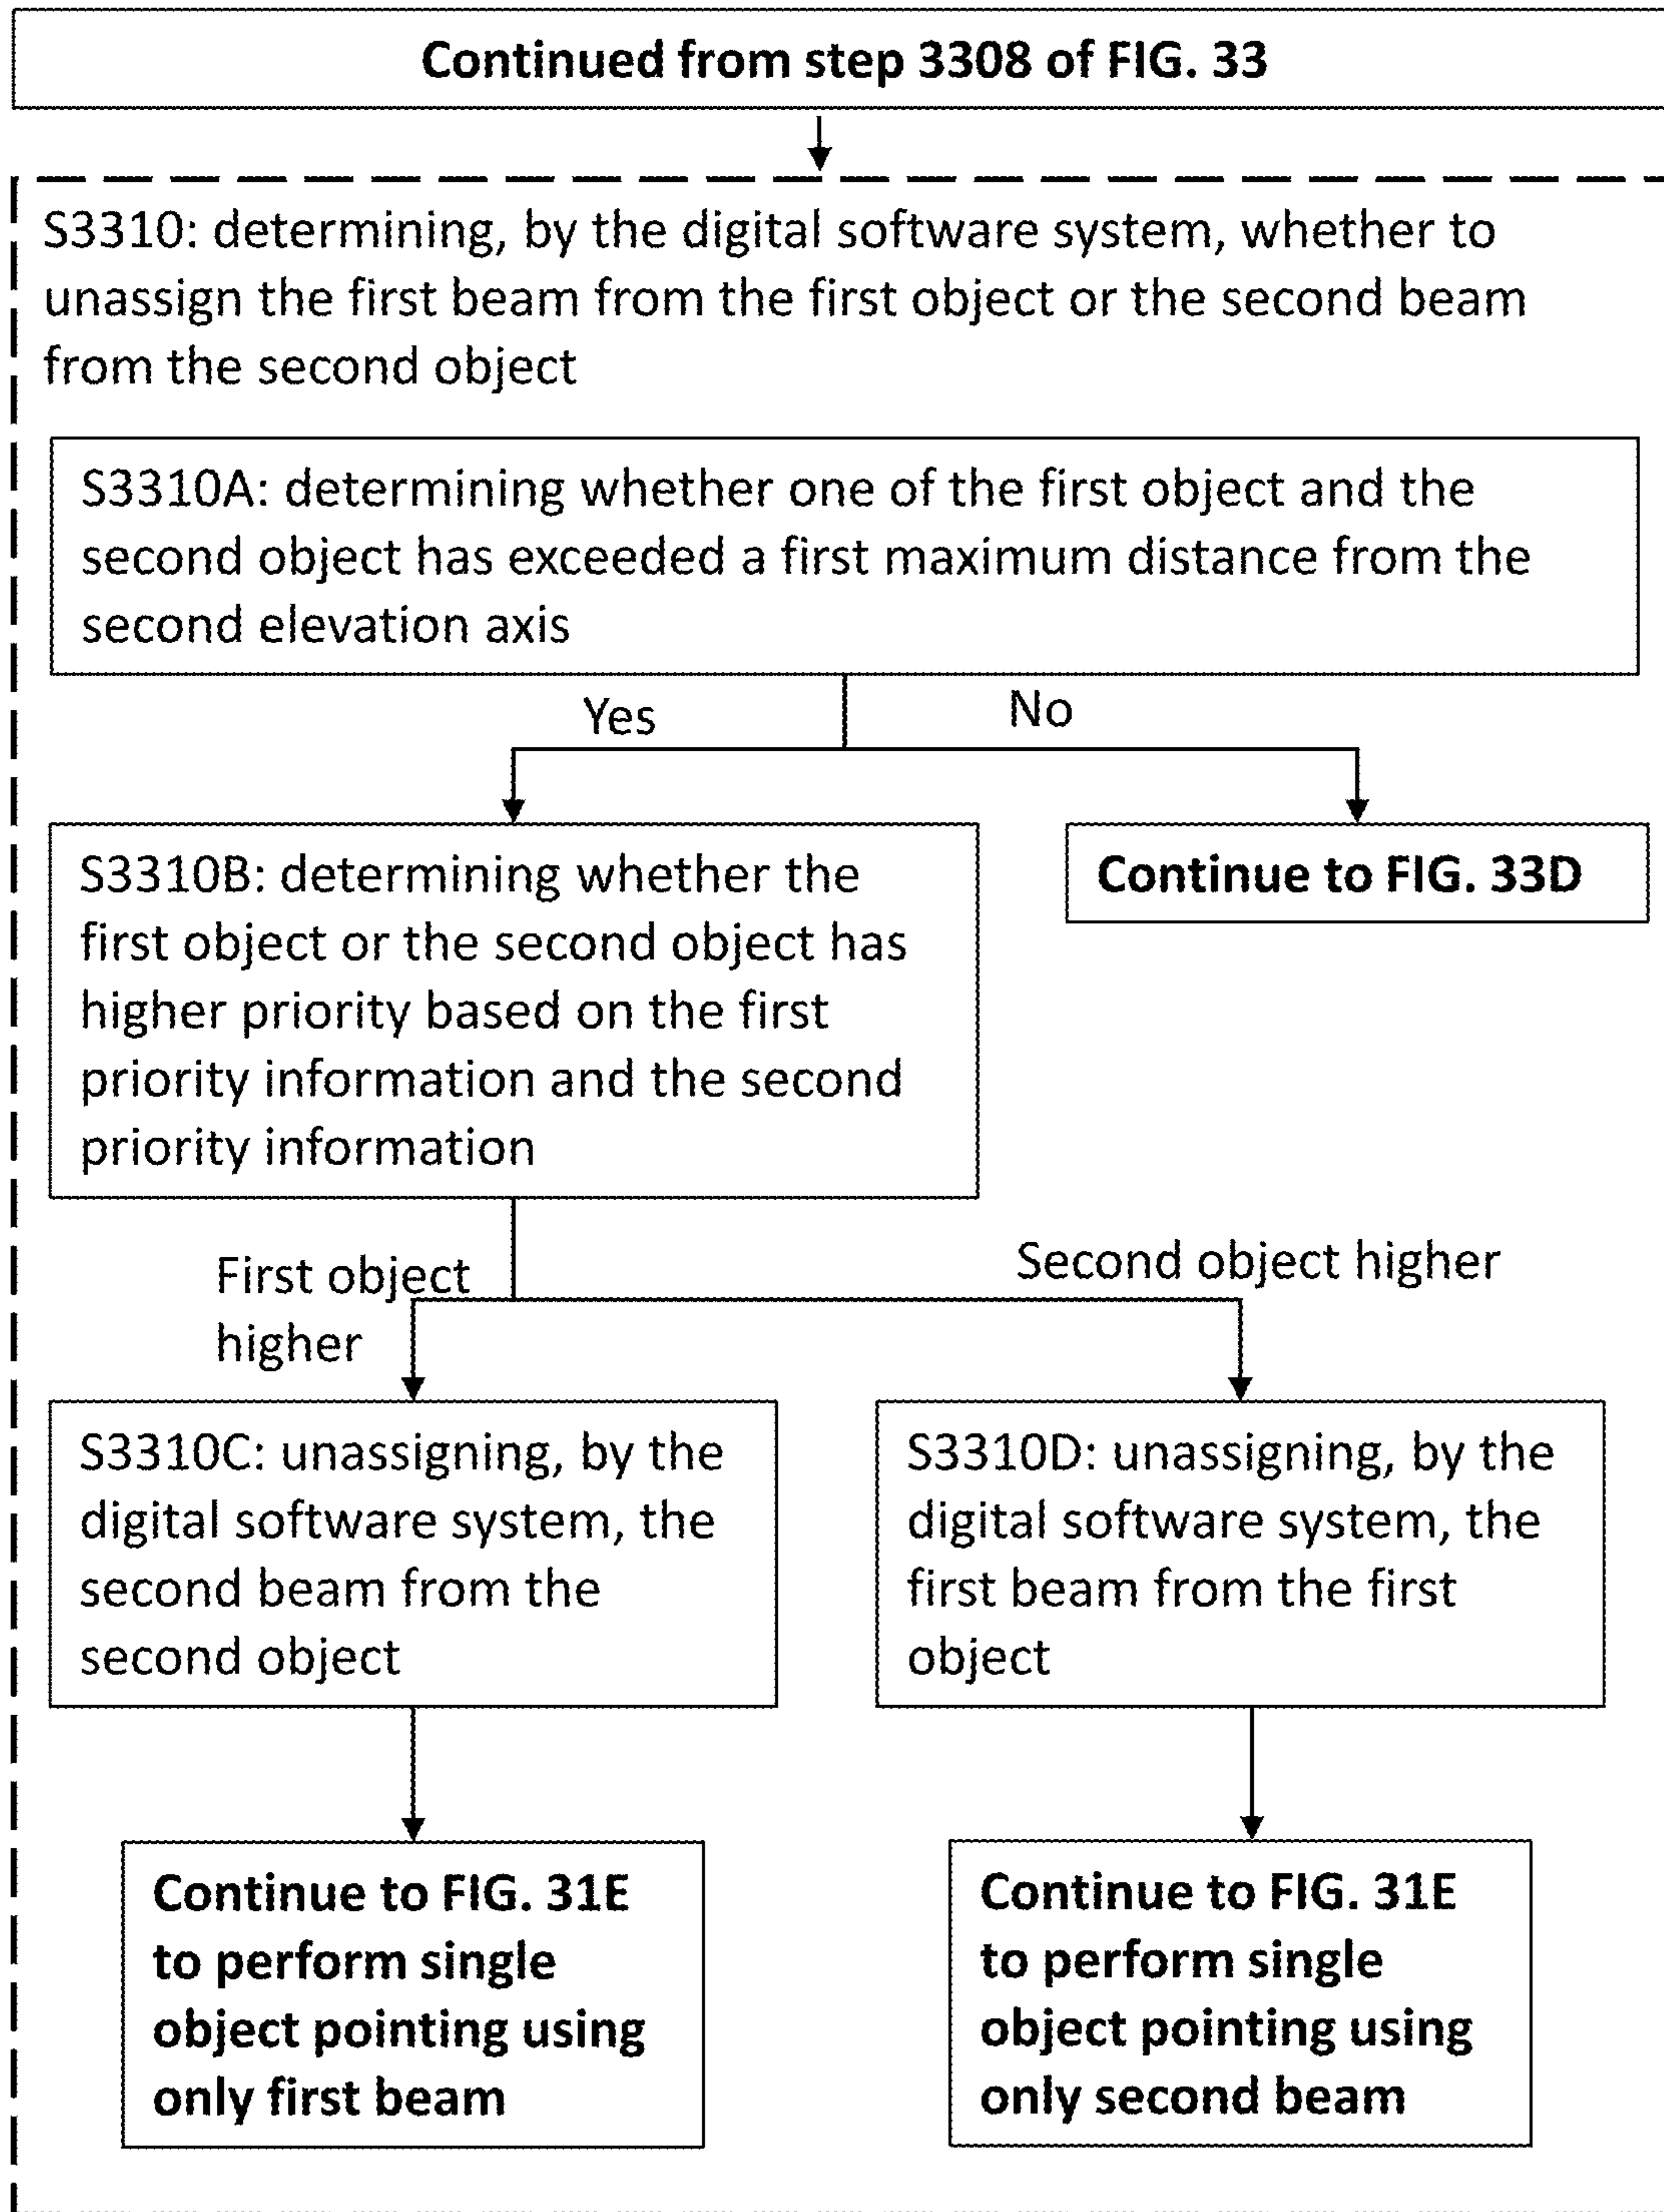 Continued from step 3308 of FIG. 33
S3310: determining, by the digital software system, whether to
unassign the first beam from the first object or the second beam
from the second object
S3310A: determining whether one of the first object and the
second object has exceeded a first maximum distance from the
second elevation axis
Yes
No
S3310B: determining whether the
first object or the second object has
higher priority based on the first
priority information and the second
priority information
Continue to FIG. 33D
First object
higher
Second object higher
S3310C: unassigning, by the
digital software system, the
second beam from the
second object
S3310D: unassigning, by the
digital software system, the
first beam from the first
object
Continue to FIG. 31E
to perform single
object pointing using
only first beam
Continue to FIG. 31E
to perform single
object pointing using
only second beam